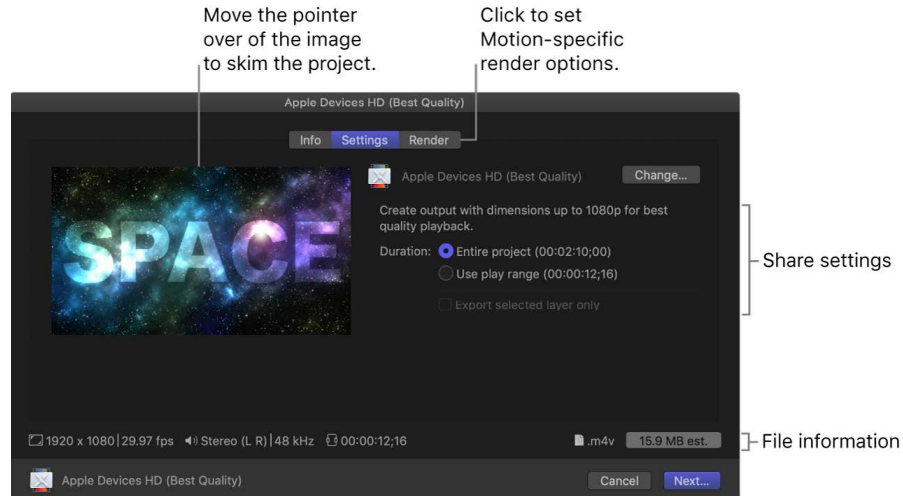 Move the pointer
over of the image
to skim the project.
Click to set
Motion-specific
render options.
Apple Devices HD (Best Quality)
Info Settings Render
SPACE
Apple Devices HD (Best Quality) Change...
Create output with dimensions up to 1080p for best
quality playback.
Duration: Entire project (00:02:10;00)
Use play range (00:00:12;16)
Export selected layer only
Share settings
1920 x 1080|29.97 fps Stereo (L R)|48 kHz 00:00:12;16 .m4v 15.9 MB est.
File information
Apple Devices HD (Best Quality) Cancel Next...